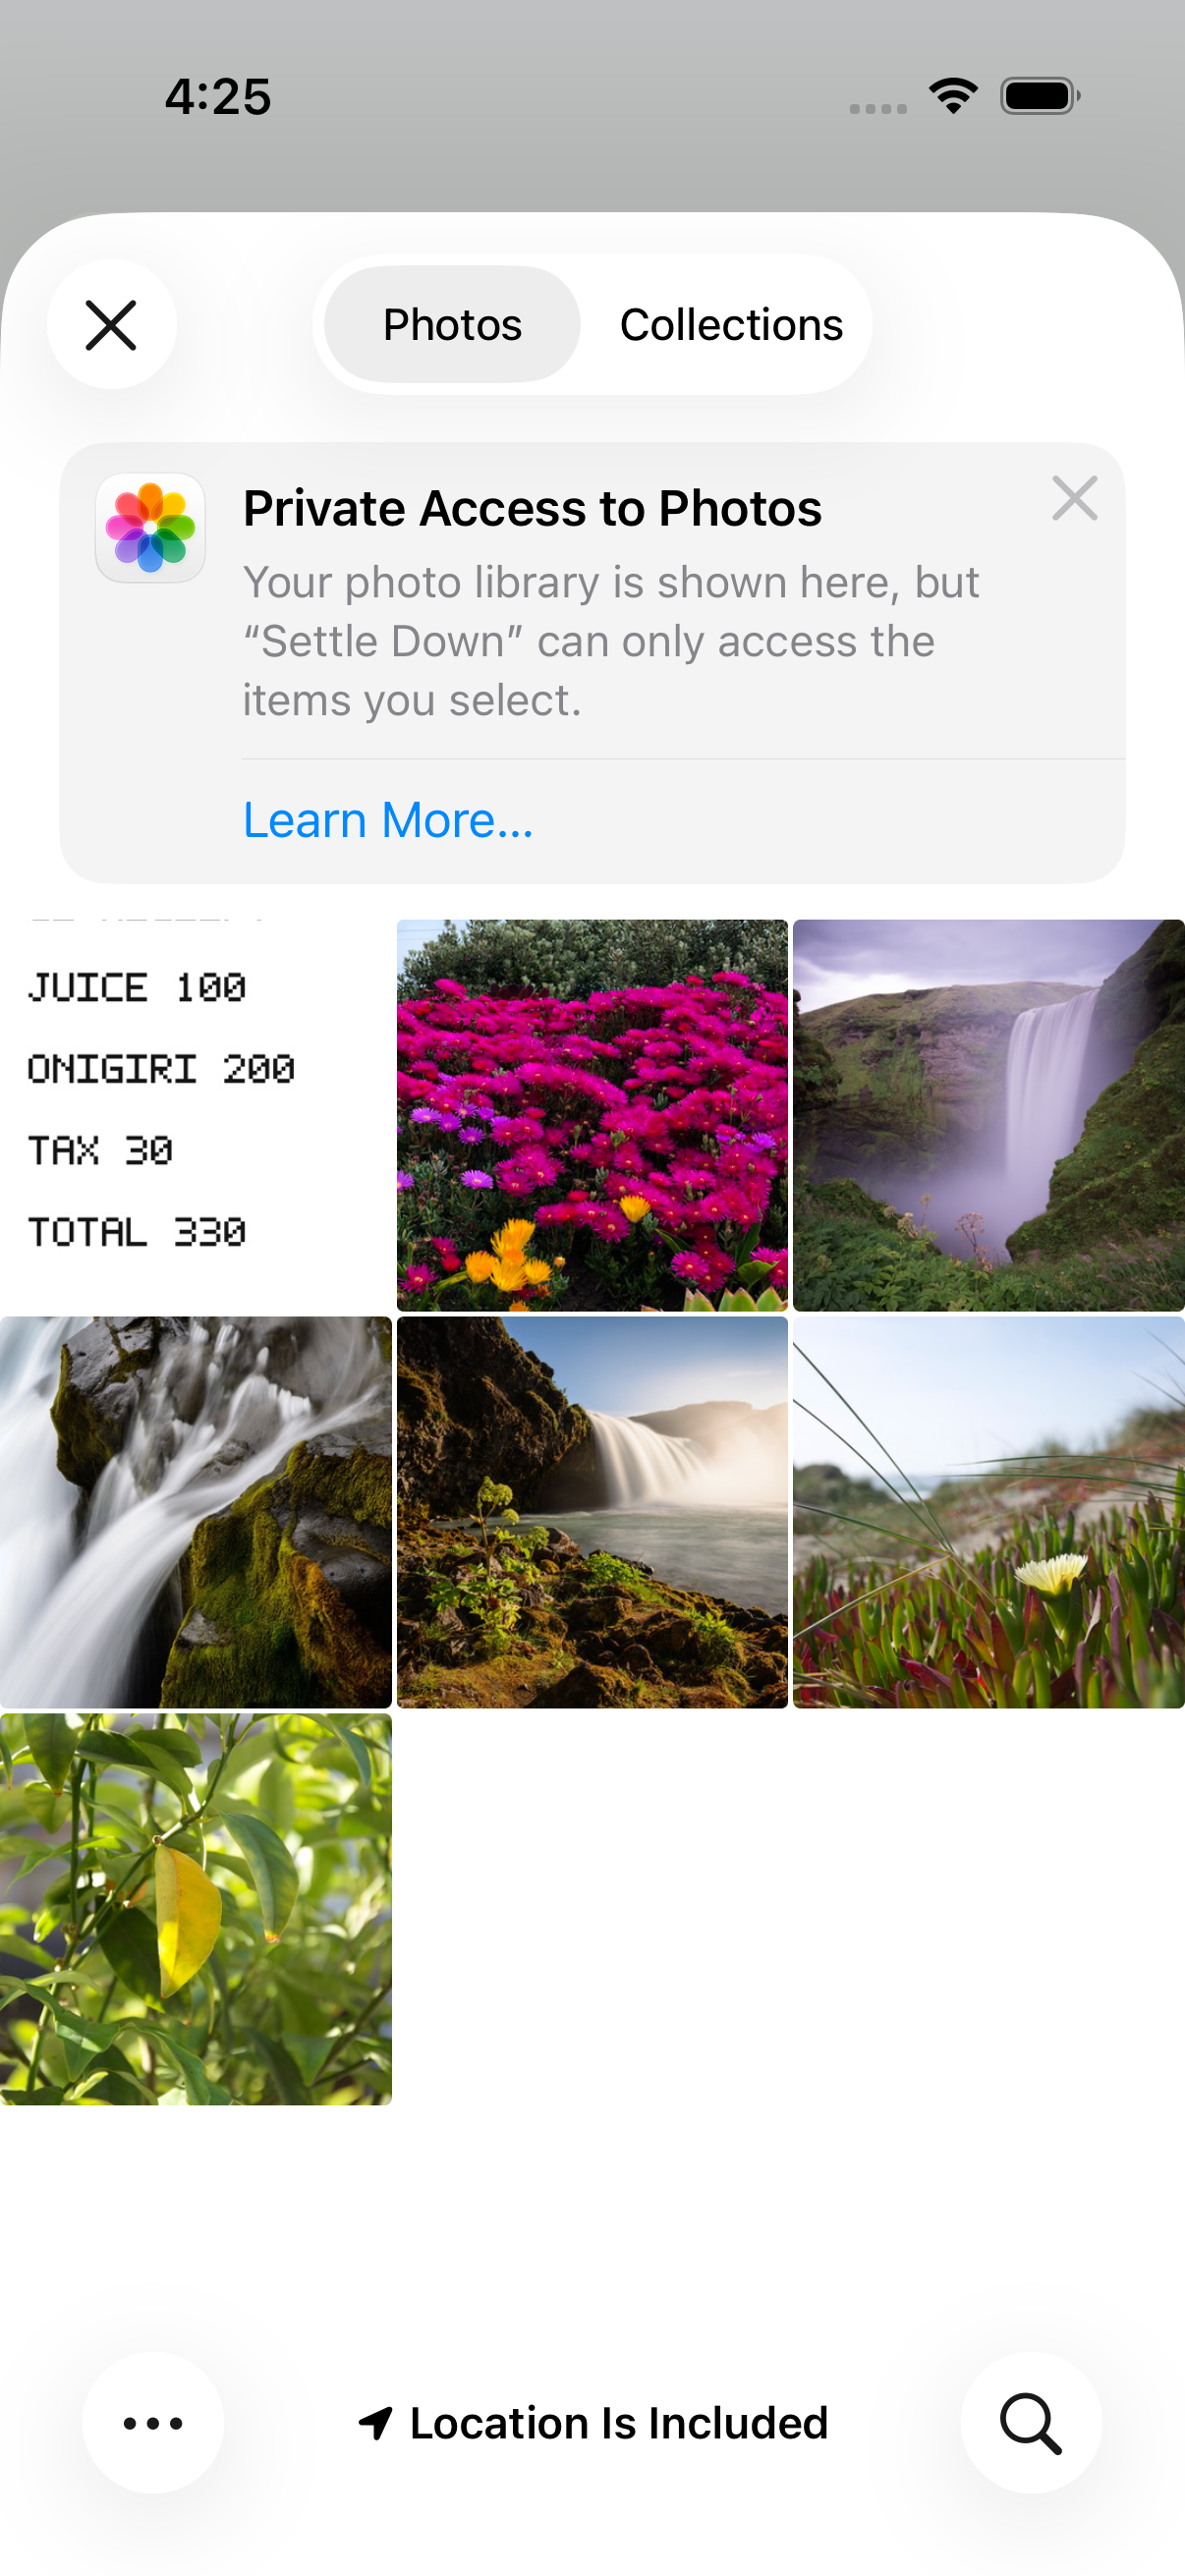 4:25
Photos
Collections
Private Access to Photos
Your photo library is shown here, but
“Settle Down” can only access the
items you select.
Learn More...
JUICE 100
ONIGIRI 200
TAX 30
TOTAL 330
Location Is Included